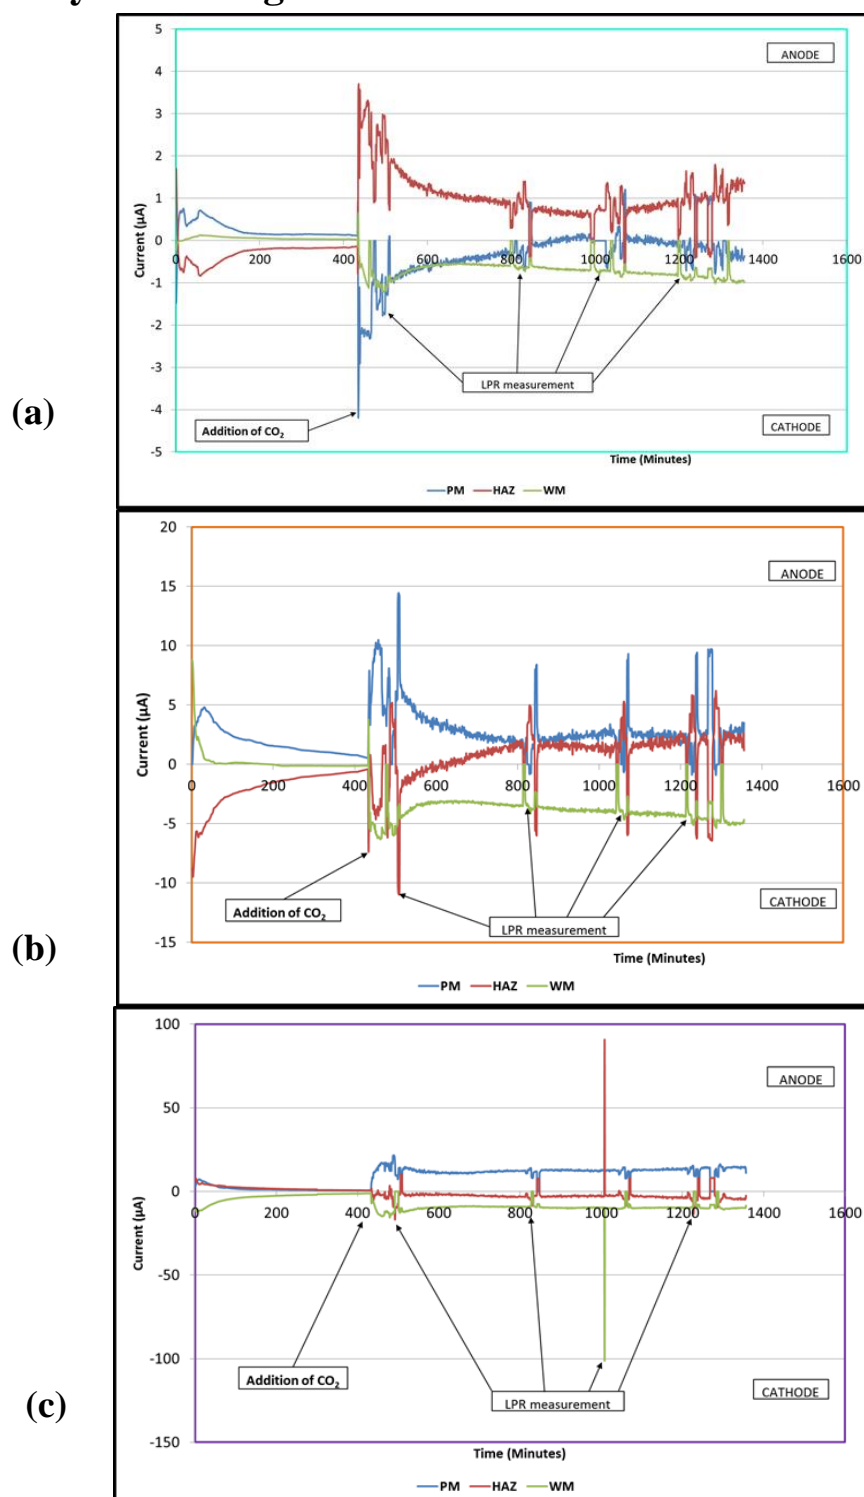 5
ANODE
4
3
2
1
0
0 200 400 600 800 1000 1200 1400 1600
-1
-2
-3
-4
-5
Current (µA)
LPR measurement
Addition of CO₂
CATHODE
Time (Minutes)
PM HAZ WM
(a)
20
ANODE
15
10
5
0
0 200 400 600 800 1000 1200 1400 1600
-5
-10
-15
Current (µA)
Addition of CO₂
CATHODE
LPR measurement
Time (Minutes)
PM HAZ WM
(b)
100
ANODE
50
0
0 200 400 600 800 1000 1200 1400 1600
-50
-100
-150
Current (µA)
Addition of CO₂
CATHODE
LPR measurement
Time (Minutes)
PM HAZ WM
(c)